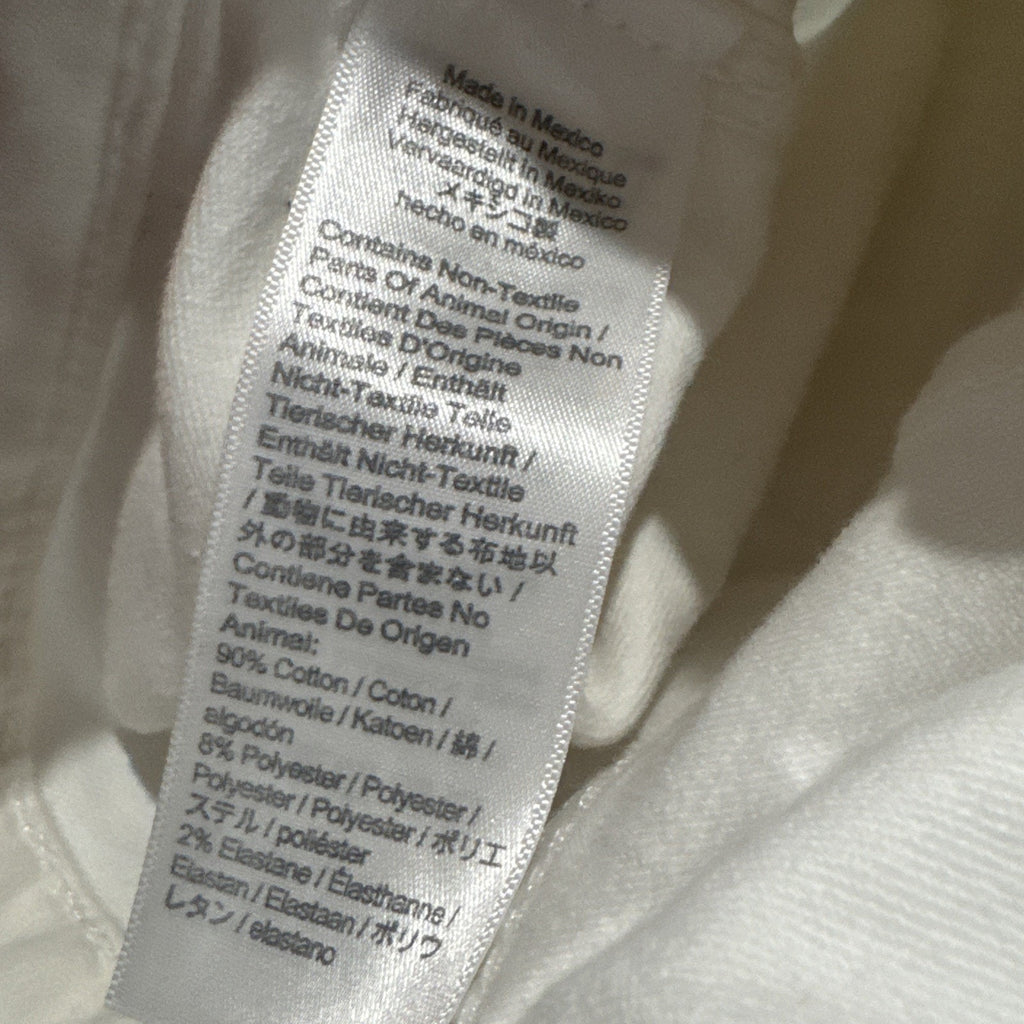 Made in Mexico
Fabriqué au Mexique
Hergestellt in Mexiko
Vervaardigd in Mexico
メキシコ製
hecho en méxico
Contains Non-Textile
Parts Of Animal Origin /
Contient Des Pièces Non
Textiles D'Origine
Animale / Enthält
Nicht-Textile Teile
Tierischer Herkunft /
Enthält Nicht-Textile
Teile Tierischer Herkunft
/ 動物に由来する布地以
外の部分を含まない /
Contiene Partes No
Textiles De Origen
Animal:
90% Cotton / Coton /
Baumwolle / Katoen / 綿 /
algodón
8% Polyester / Polyester /
Polyester / Polyester / ポリエ
ステル / poliéster
2% Elastane / Élasthanne /
Elastan / Elastaan / ポリウ
レタン / elastano